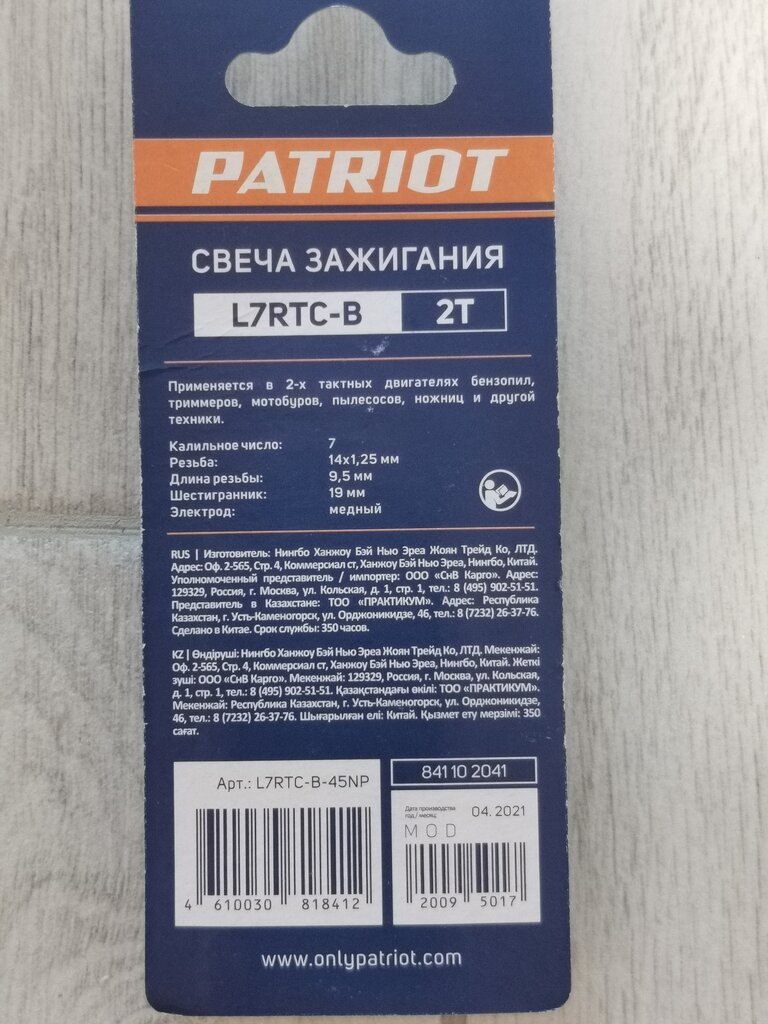 PATRIOT
СВЕЧА ЗАЖИГАНИЯ
L7RTC-B 2T
Применяется в 2-х тактных двигателях бензопил,
триммеров, мотобуров, пылесосов, ножниц и другой
техники.
Калильное число: 7
Резьба: 14x1,25 мм
Длина резьбы: 9,5 мм
Шестигранник: 19 мм
Электрод: медный
RUS | Изготовитель: Нингбо Ханжоу Бэй Нью Эреа Жоян Трейд Ко, ЛТД.
Адрес: Оф. 2-565, Стр. 4, Коммерсиал ст, Ханжоу Бэй Нью Эреа, Нингбо, Китай.
Уполномоченный представитель / импортер: ООО «СнВ Карго». Адрес:
129329, Россия, г. Москва, ул. Кольская, д. 1, стр. 1, тел.: 8 (495) 902-51-51.
Представитель в Казахстане: ТОО «ПРАКТИКУМ». Адрес: Республика
Казахстан, г. Усть-Каменогорск, ул. Орджоникидзе, 46, тел.: 8 (7232) 26-37-76.
Сделано в Китае. Срок службы: 350 часов.
KZ | Өндіруші: Нингбо Ханжоу Бэй Нью Эреа Жоян Трейд Ко, ЛТД. Мекенжай:
Оф. 2-565, Стр. 4, Коммерсиал ст, Ханжоу Бэй Нью Эреа, Нингбо, Китай. Жеткі
зуші: ООО «СнВ Карго». Мекенжай: 129329, Россия, г. Москва, ул. Кольская,
д. 1, стр. 1, тел.: 8 (495) 902-51-51. Қазақстандағы өкілі: ТОО «ПРАКТИКУМ».
Мекенжай: Республика Казахстан, г. Усть-Каменогорск, ул. Орджоникидзе,
46, тел.: 8 (7232) 26-37-76. Шығарылған елі: Китай. Қызмет ету мерзімі: 350
сағат.
Арт.: L7RTC-B-45NP
4 610030 818412
841 10 2041
Дата производства
год / месяц: 04. 2021
MOD
2009 5017
www.onlypatriot.com